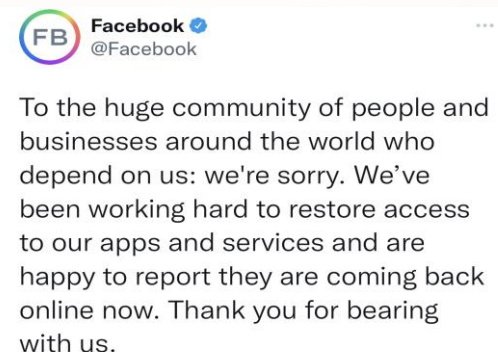 FB
Facebook
@Facebook
To the huge community of people and
businesses around the world who
depend on us: we're sorry. We’ve
been working hard to restore access
to our apps and services and are
happy to report they are coming back
online now. Thank you for bearing
with us.